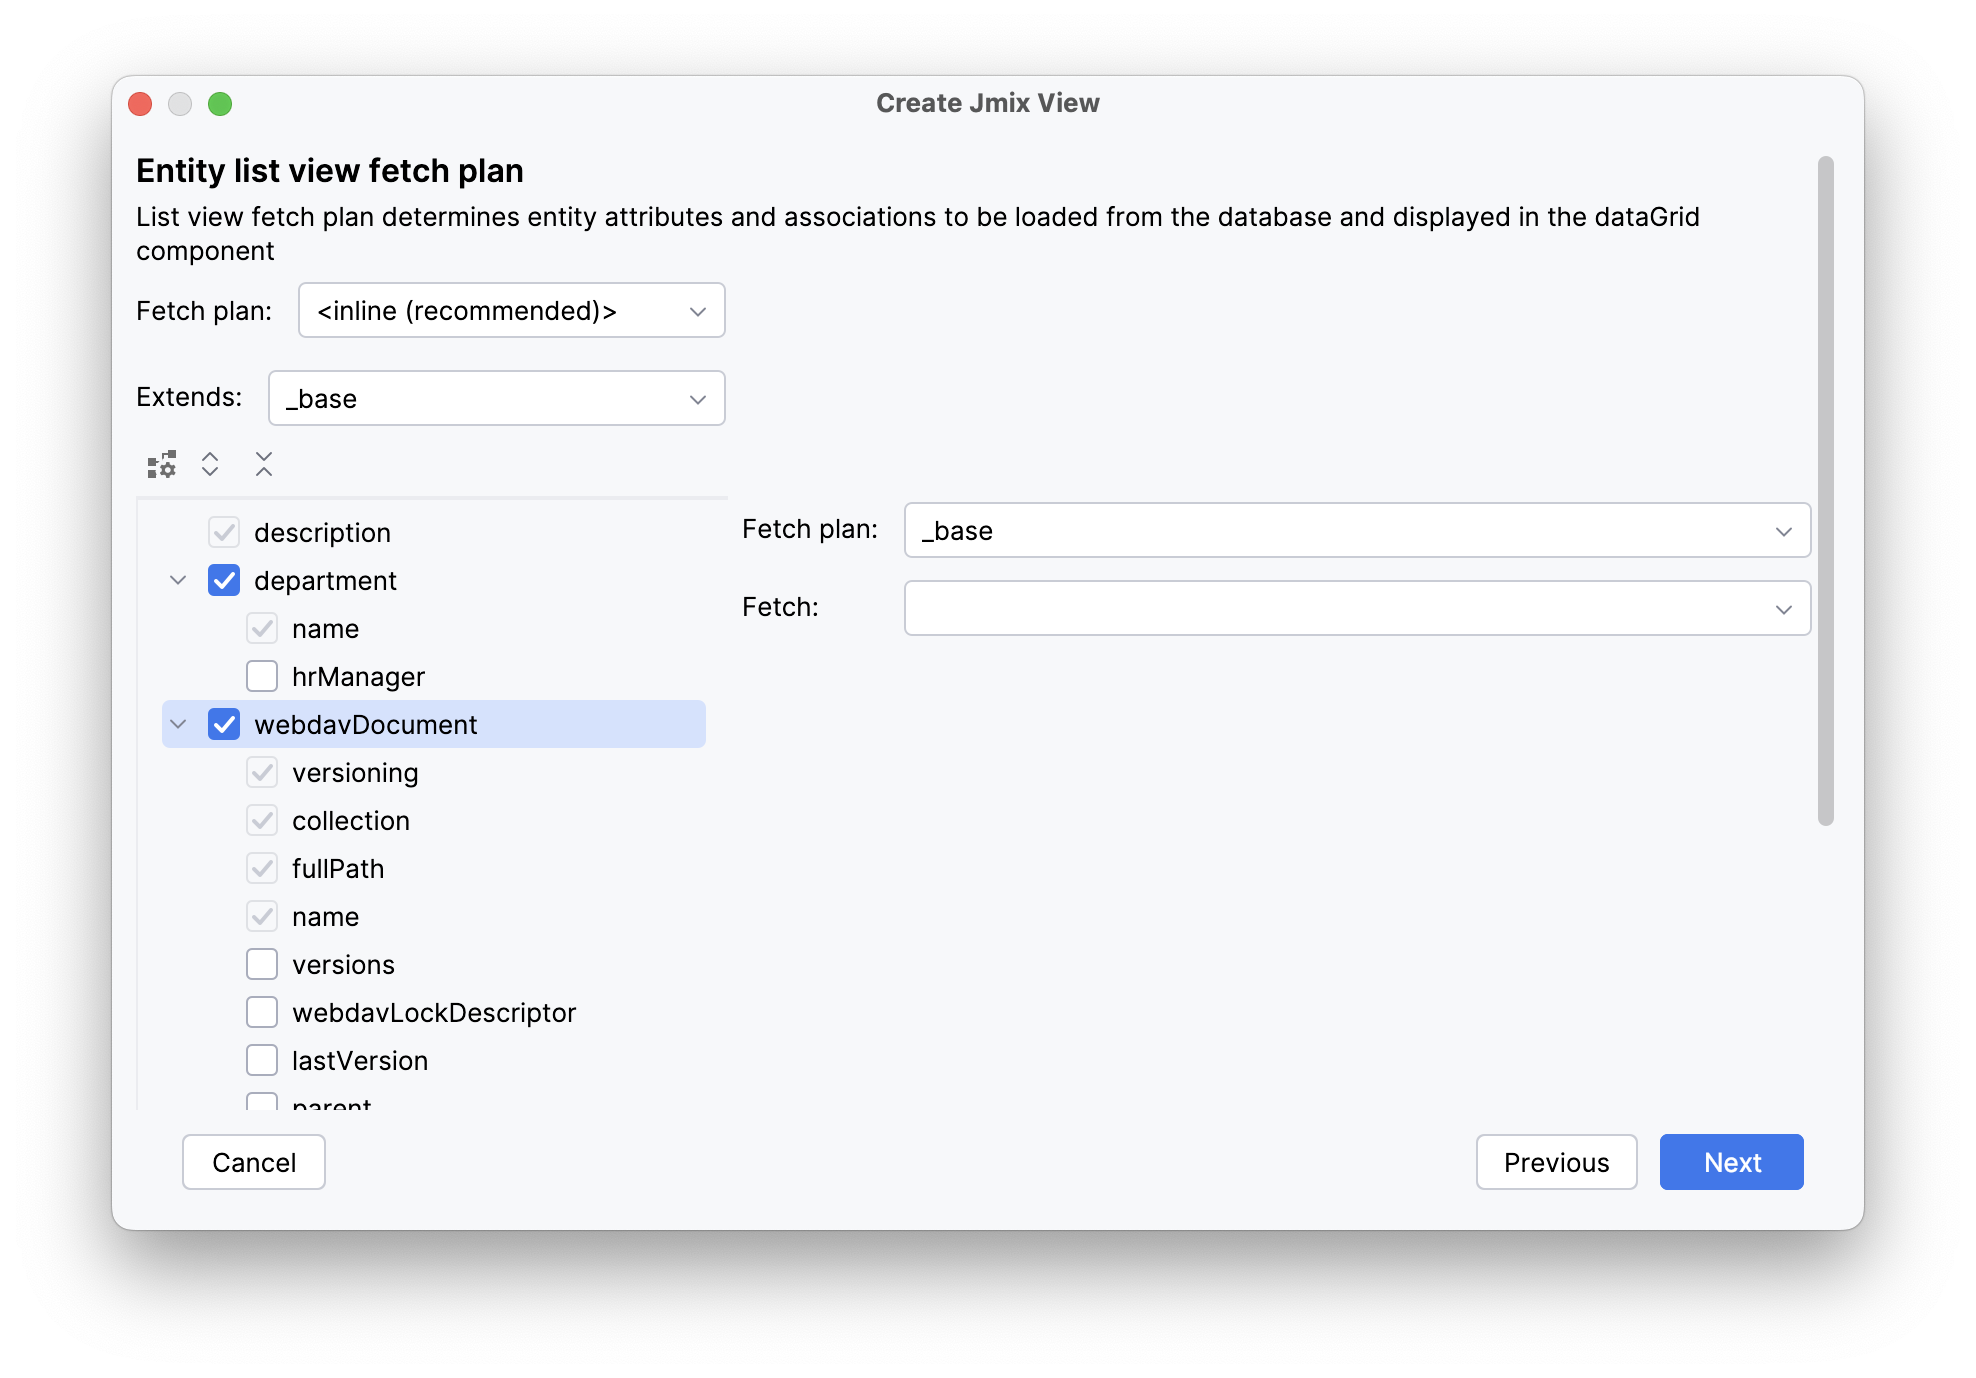 Create Jmix View
Entity list view fetch plan
List view fetch plan determines entity attributes and associations to be loaded from the database and displayed in the dataGrid
component
Fetch plan: <inline (recommended)>
Extends: _base
description
department
name
hrManager
webdavDocument
versioning
collection
fullPath
name
versions
webdavLockDescriptor
lastVersion
parent
Fetch plan: _base
Fetch:
Cancel
Previous
Next